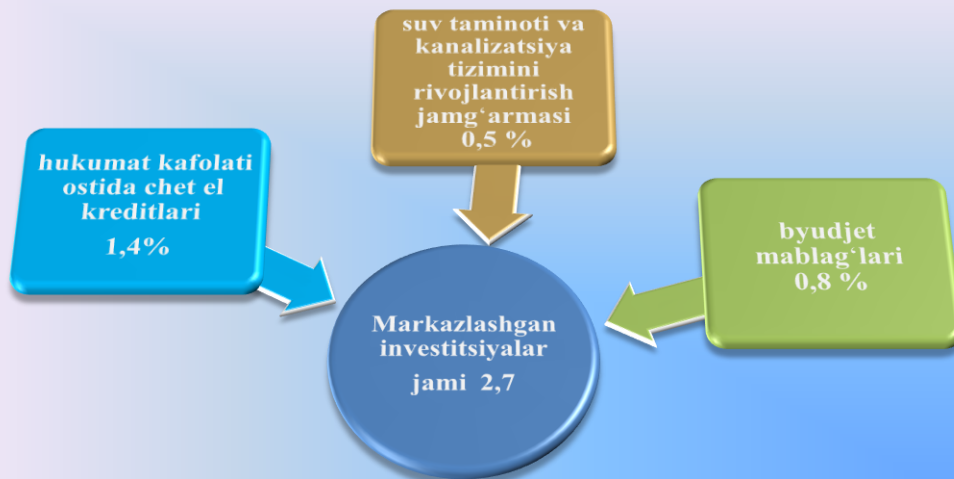 suv taminoti va
kanalizatsiya
tizimini
rivojlantirish
jamg‘armasi
0,5 %
hukumat kafolati
ostida chet el
kreditlari
1,4%
byudjet
mablag‘lari
0,8 %
Markazlashgan
investitsiyalar
jami 2,7